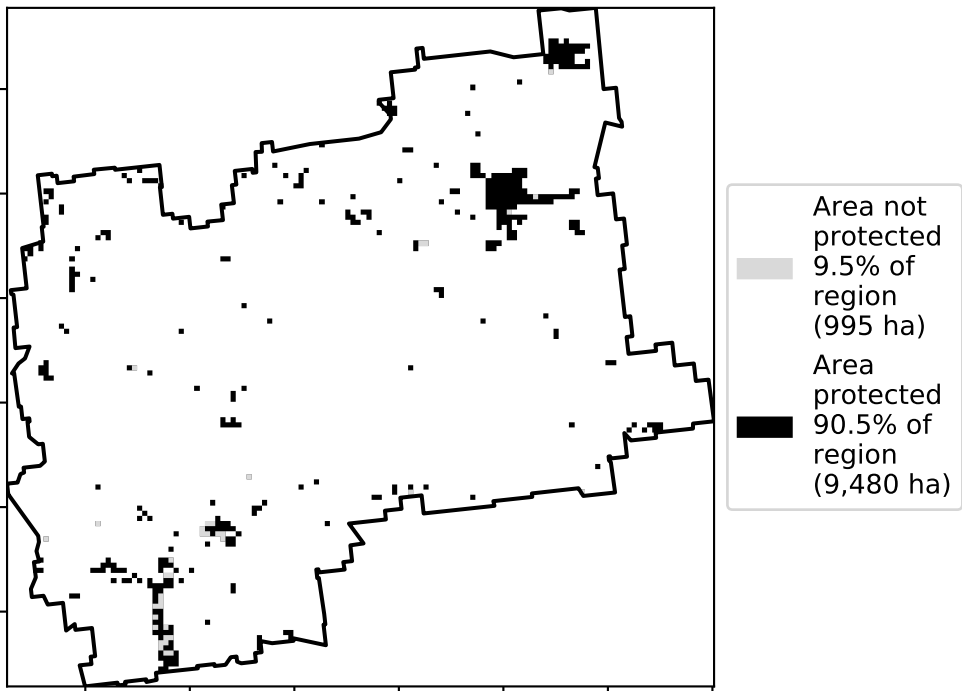 Area not
protected
9.5% of
region
(995 ha)
Area
protected
90.5% of
region
(9,480 ha)